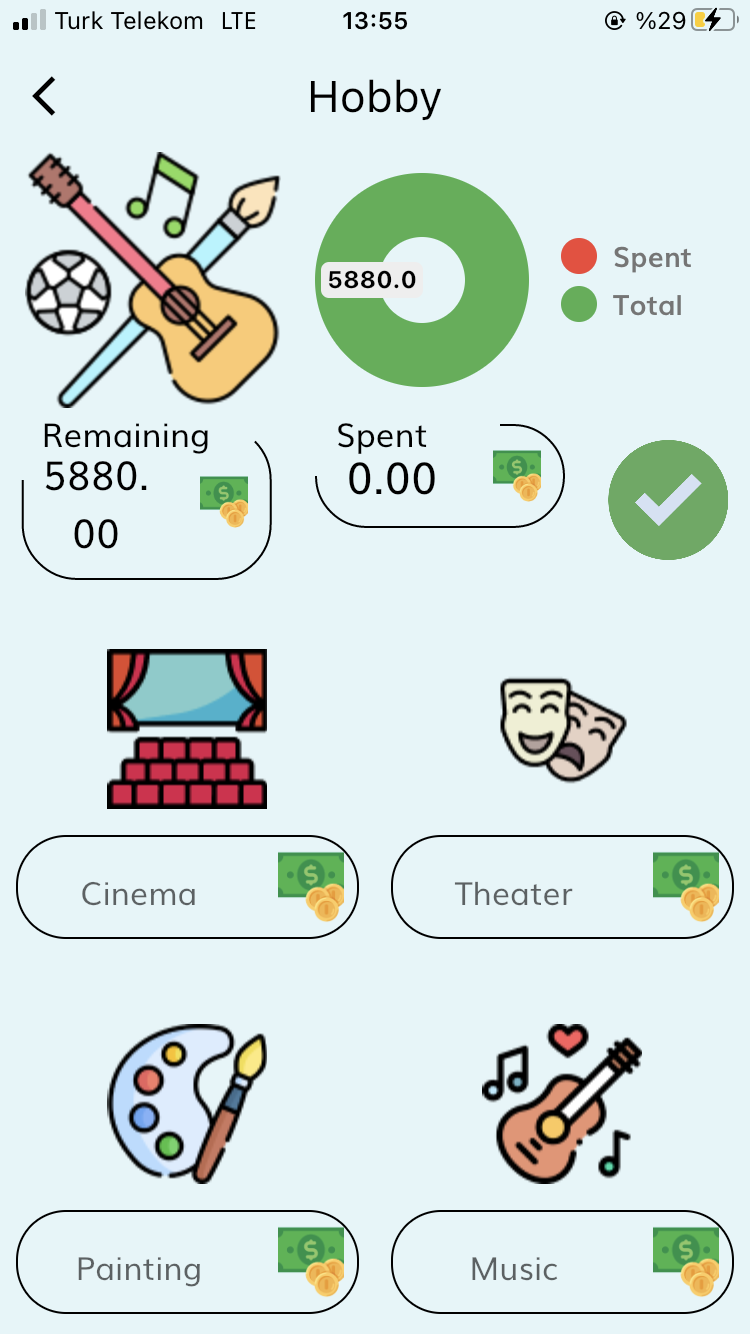 Turk Telekom LTE 13:55 %29
Hobby
5880.0
Spent
Total
Remaining
5880.
00
Spent
0.00
Cinema
Theater
Painting
Music